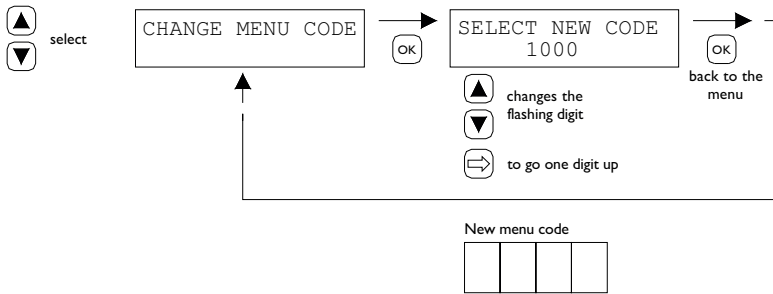 select
CHANGE MENU CODE
OK
SELECT NEW CODE
1000
OK
back to the
menu
changes the
flashing digit
to go one digit up
New menu code